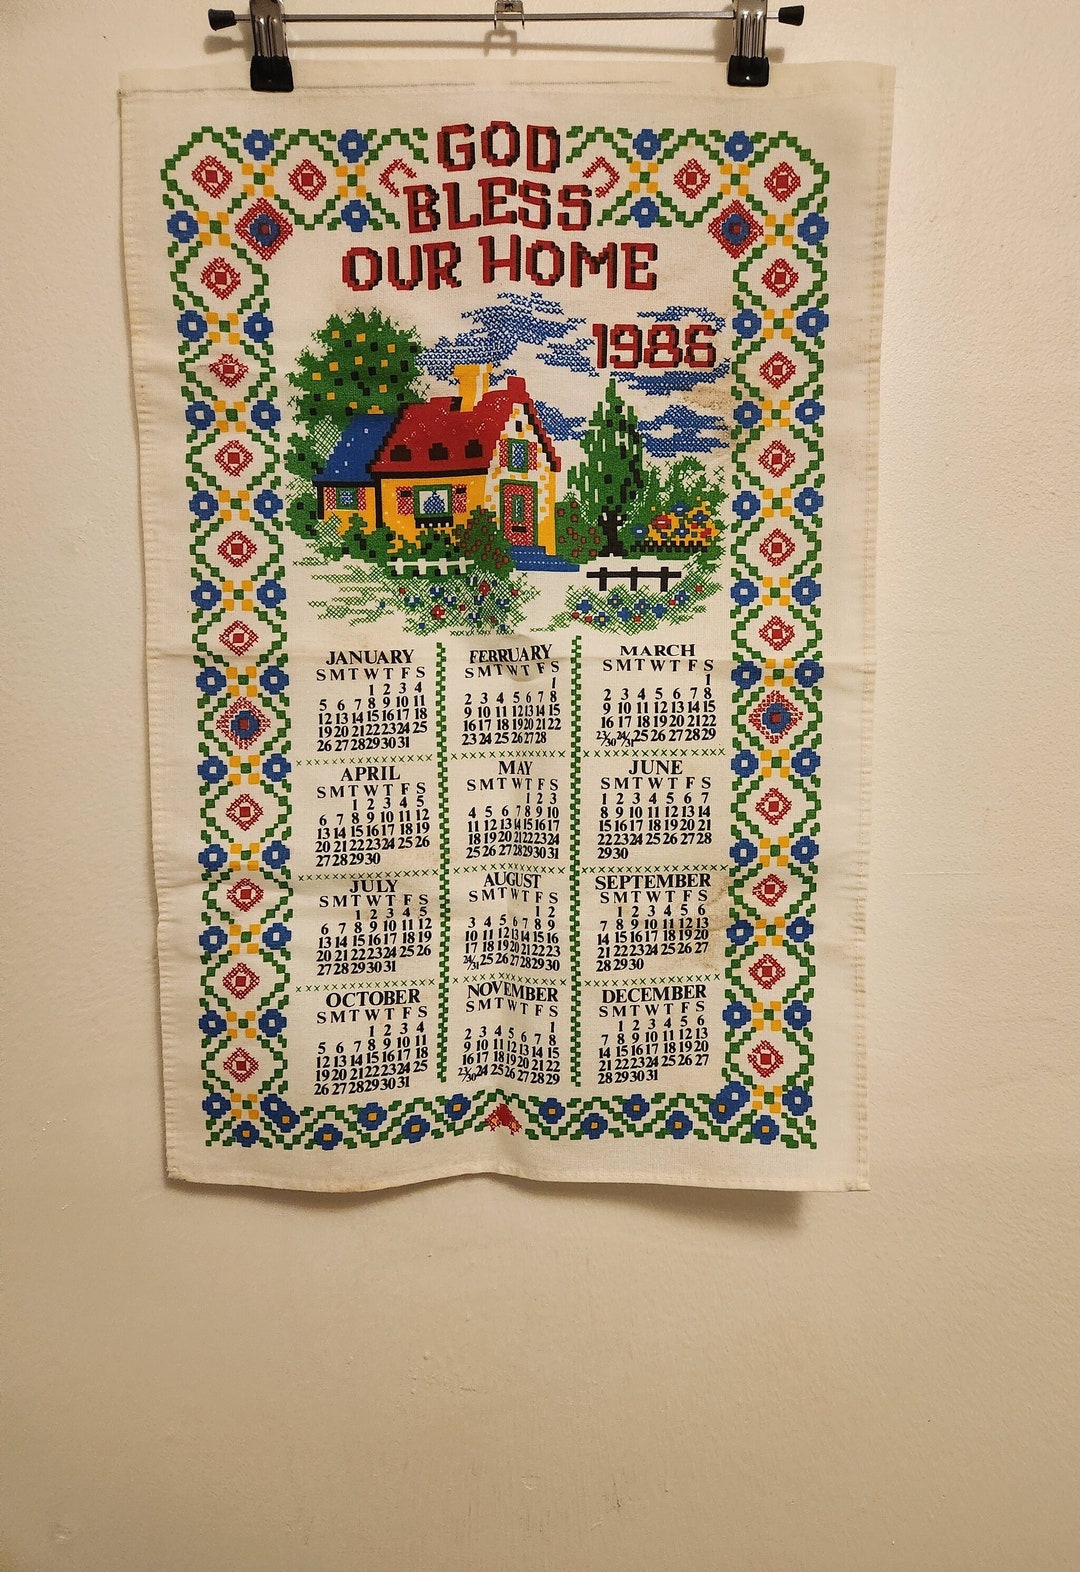 GOD
BLESS
OUR HOME
1986
JANUARY
S M T W T F S
1 2 3 4
5 6 7 8 9 10 11
12 13 14 15 16 17 18
19 20 21 22 23 24 25
26 27 28 29 30 31
FEBRUARY
S M T W T F S
1
2 3 4 5 6 7 8
9 10 11 12 13 14 15
16 17 18 19 20 21 22
23 24 25 26 27 28
MARCH
S M T W T F S
1
2 3 4 5 6 7 8
9 10 11 12 13 14 15
16 17 18 19 20 21 22
23/30 24/31 25 26 27 28 29
APRIL
S M T W T F S
1 2 3 4 5
6 7 8 9 10 11 12
13 14 15 16 17 18 19
20 21 22 23 24 25 26
27 28 29 30
MAY
S M T W T F S
1 2 3
4 5 6 7 8 9 10
11 12 13 14 15 16 17
18 19 20 21 22 23 24
25 26 27 28 29 30 31
JUNE
S M T W T F S
1 2 3 4 5 6 7
8 9 10 11 12 13 14
15 16 17 18 19 20 21
22 23 24 25 26 27 28
29 30
JULY
S M T W T F S
1 2 3 4 5
6 7 8 9 10 11 12
13 14 15 16 17 18 19
20 21 22 23 24 25 26
27 28 29 30 31
AUGUST
S M T W T F S
1 2
3 4 5 6 7 8 9
10 11 12 13 14 15 16
17 18 19 20 21 22 23
24/31 25 26 27 28 29 30
SEPTEMBER
S M T W T F S
1 2 3 4 5 6
7 8 9 10 11 12 13
14 15 16 17 18 19 20
21 22 23 24 25 26 27
28 29 30
OCTOBER
S M T W T F S
1 2 3 4
5 6 7 8 9 10 11
12 13 14 15 16 17 18
19 20 21 22 23 24 25
26 27 28 29 30 31
NOVEMBER
S M T W T F S
1
2 3 4 5 6 7 8
9 10 11 12 13 14 15
16 17 18 19 20 21 22
23/30 24 25 26 27 28 29
DECEMBER
S M T W T F S
1 2 3 4 5 6
7 8 9 10 11 12 13
14 15 16 17 18 19 20
21 22 23 24 25 26 27
28 29 30 31